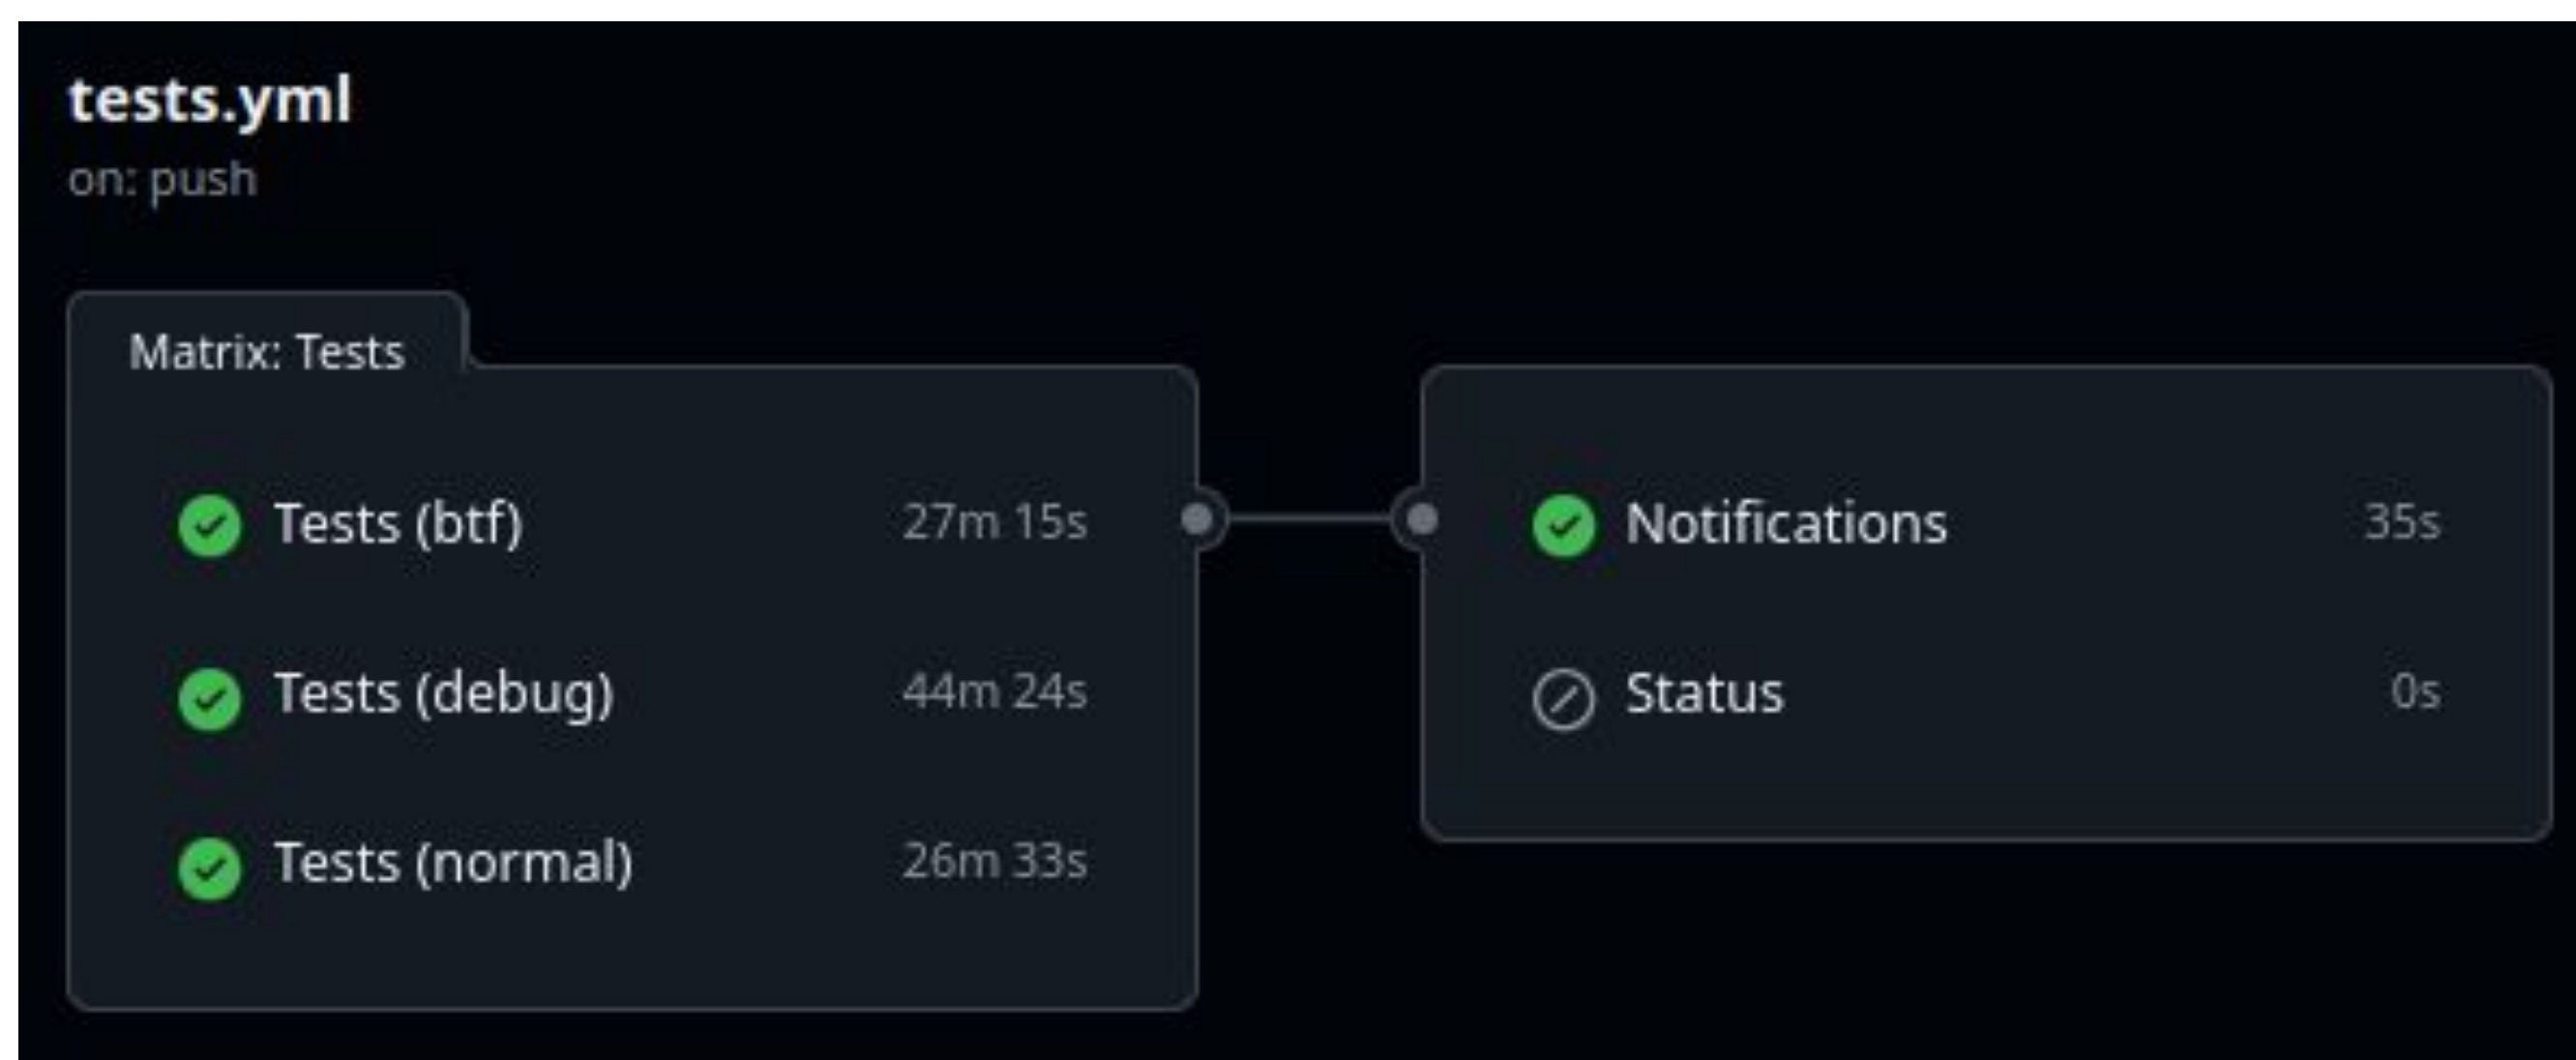 tests.yml
on: push
Matrix: Tests
Tests (btf) 27m 15s
Tests (debug) 44m 24s
Tests (normal) 26m 33s
Notifications 35s
Status 0s